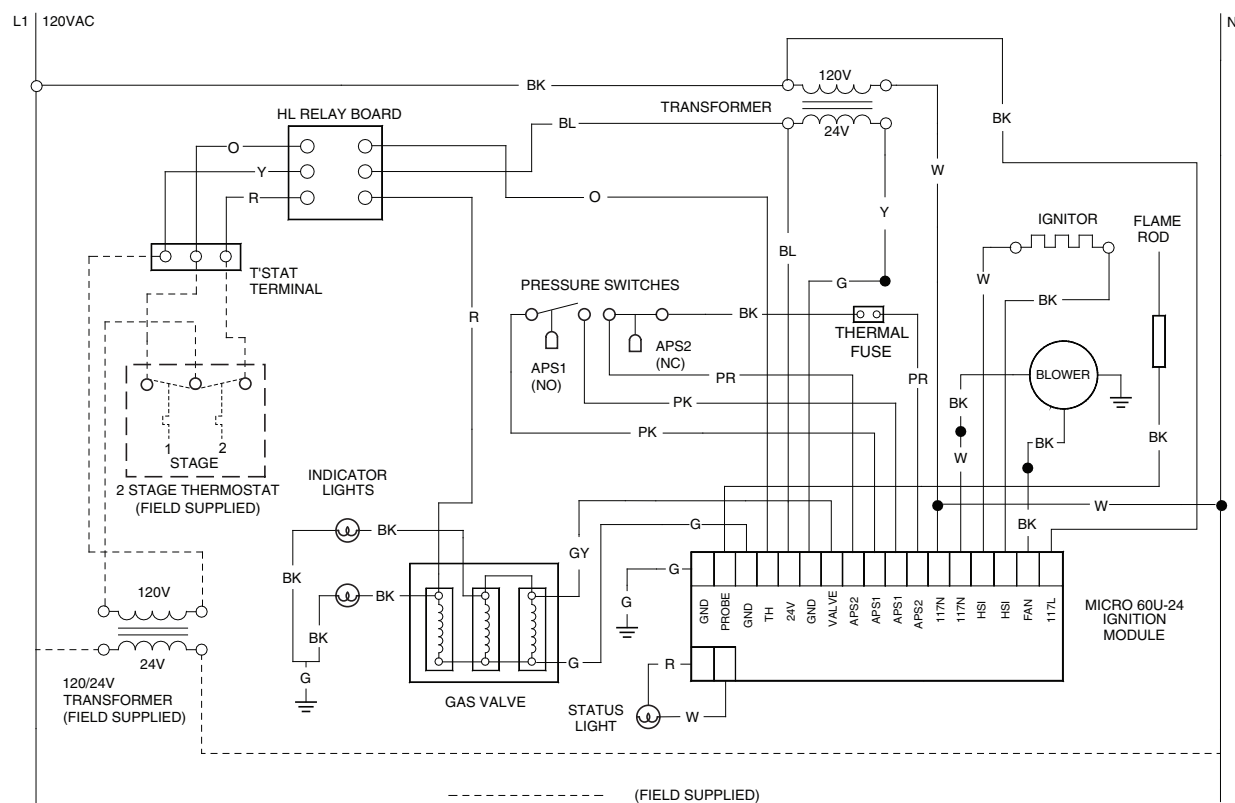 L1 120VAC
N
BK
120V
TRANSFORMER
24V
HL RELAY BOARD
BL
BK
O
Y
R
O
W
Y
BL
IGNITOR
FLAME
ROD
T'STAT
TERMINAL
W
G
BK
PRESSURE SWITCHES
R
BK
THERMAL
FUSE
APS1
(NO)
APS2
(NC)
BLOWER
PR
PR
PK
BK
PK
BK
BK
W
1
2
STAGE
2 STAGE THERMOSTAT
(FIELD SUPPLIED)
INDICATOR
LIGHTS
W
BK
G
BK
GY
BK
BK
BK
G
G
GND
PROBE
GND
TH
24V
GND
VALVE
APS2
APS1
APS1
APS2
117N
117N
HSI
HSI
FAN
117L
MICRO 60U-24
IGNITION
MODULE
120V
24V
BK
G
G
R
120/24V
TRANSFORMER
(FIELD SUPPLIED)
GAS VALVE
STATUS
LIGHT
W
(FIELD SUPPLIED)